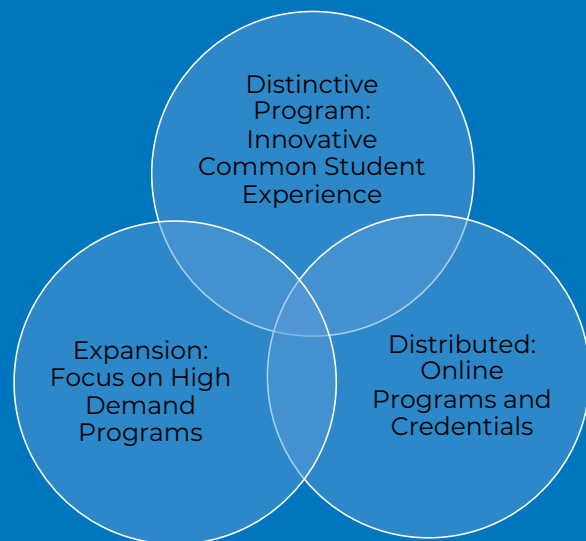 Distinctive
Program:
Innovative
Common Student
Experience
Expansion:
Focus on High
Demand
Programs
Distributed:
Online
Programs and
Credentials